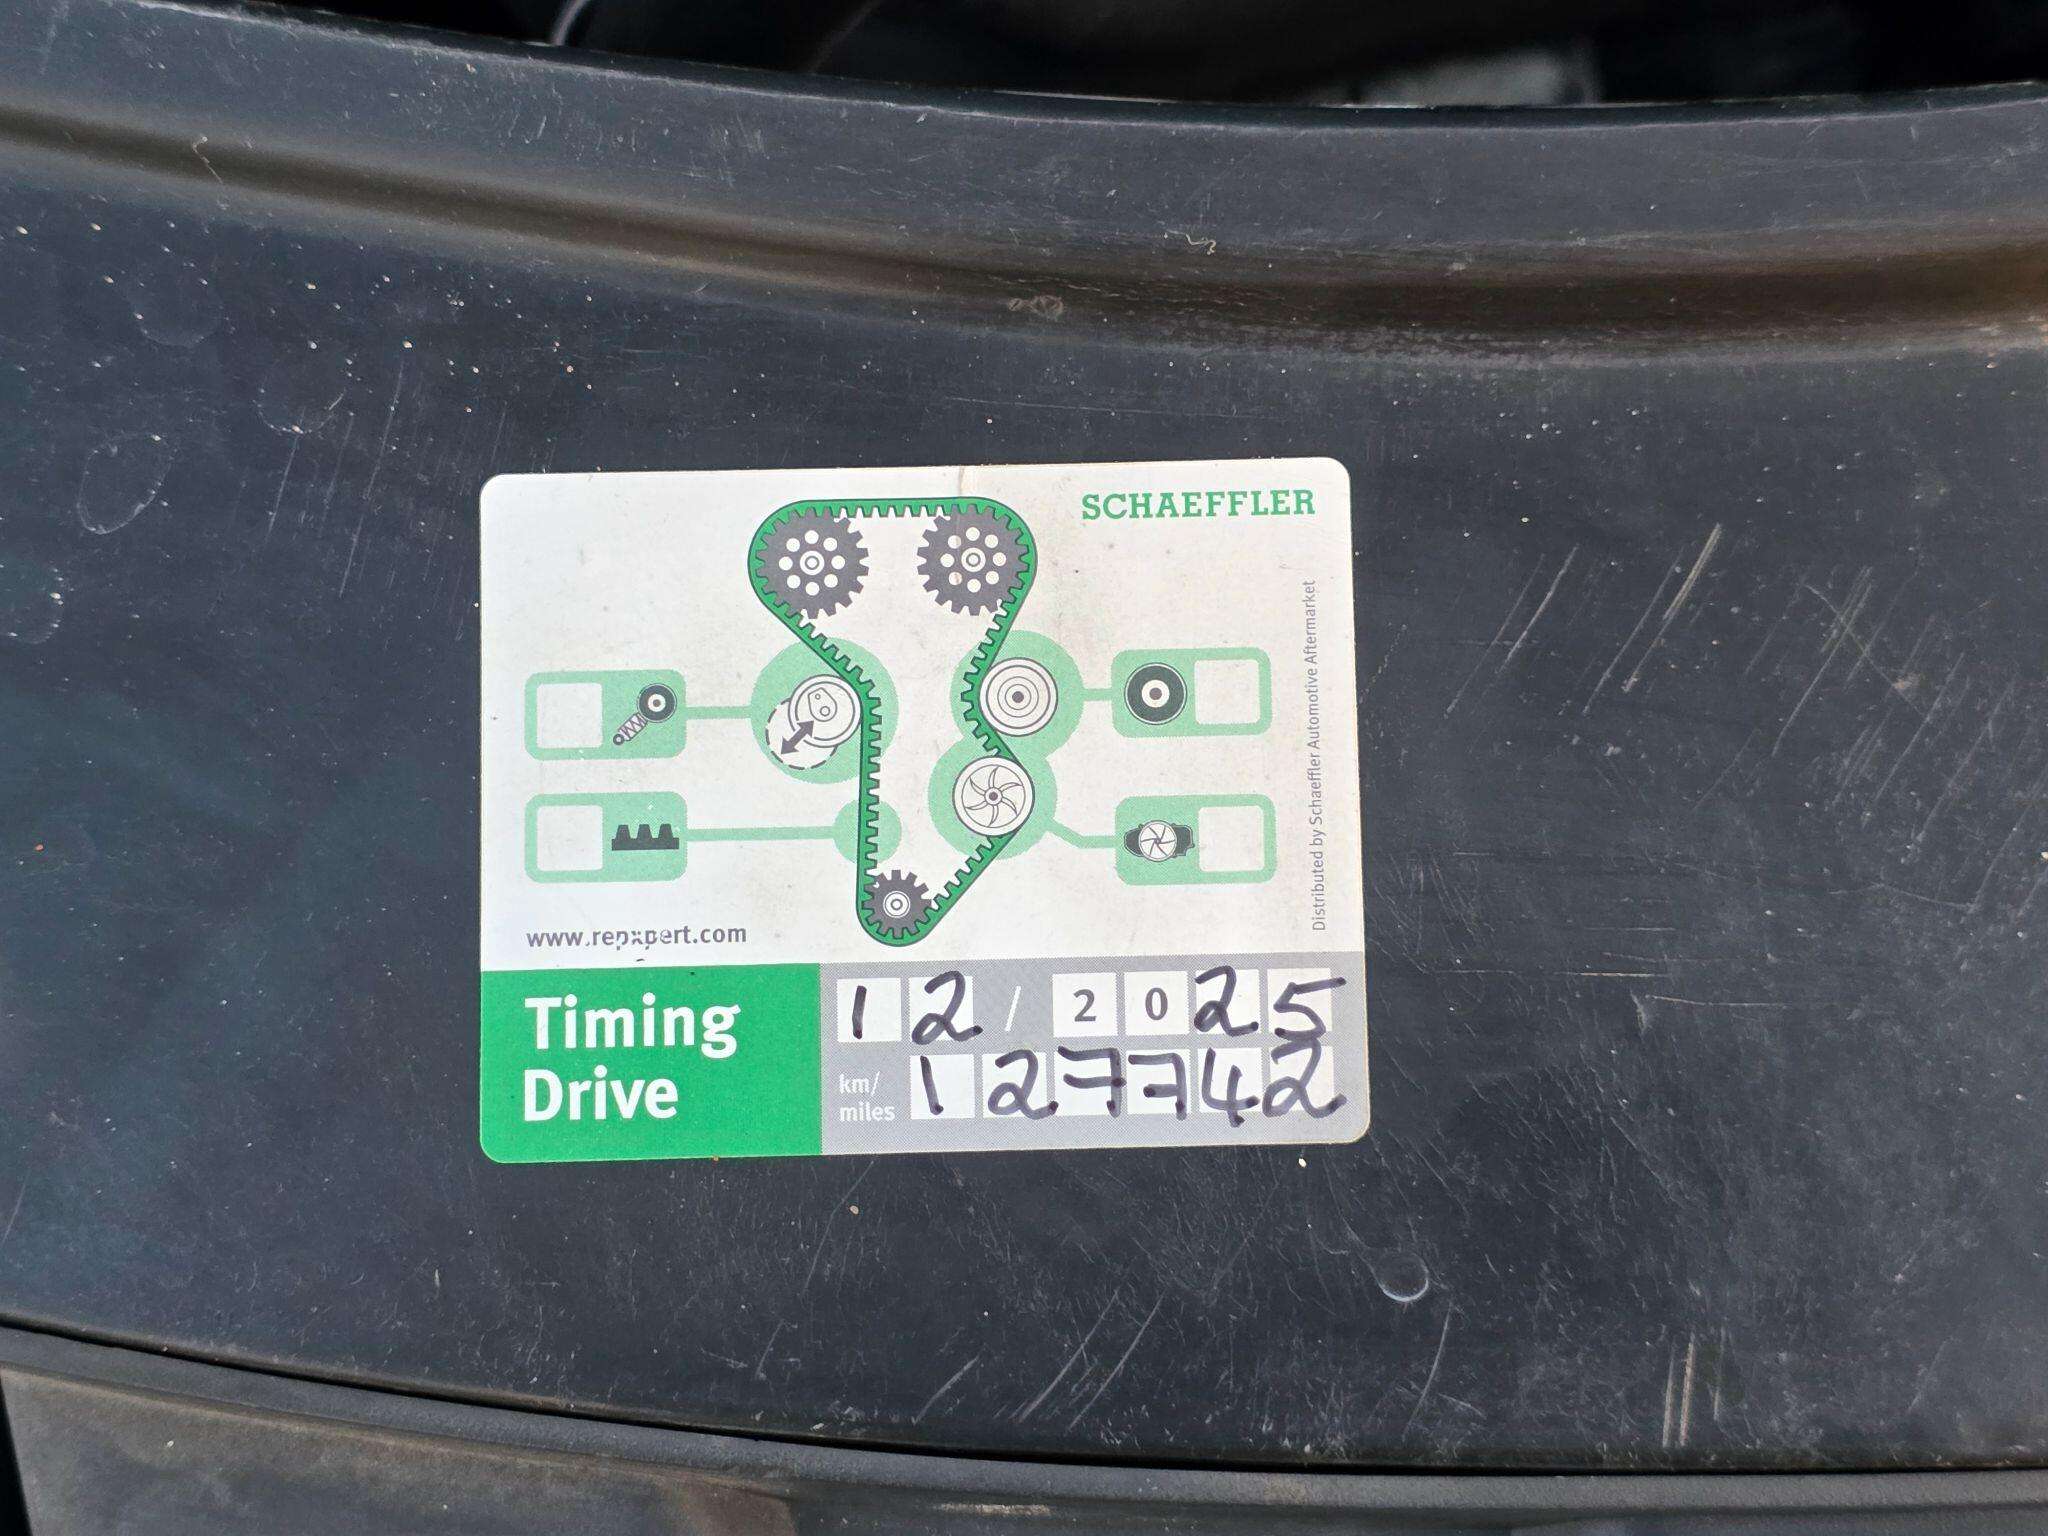 SCHAEFFLER
Distributed by Schaeffler Automotive Aftermarket
www.repxpert.com
Timing
Drive
12/2025
km/
miles
127742